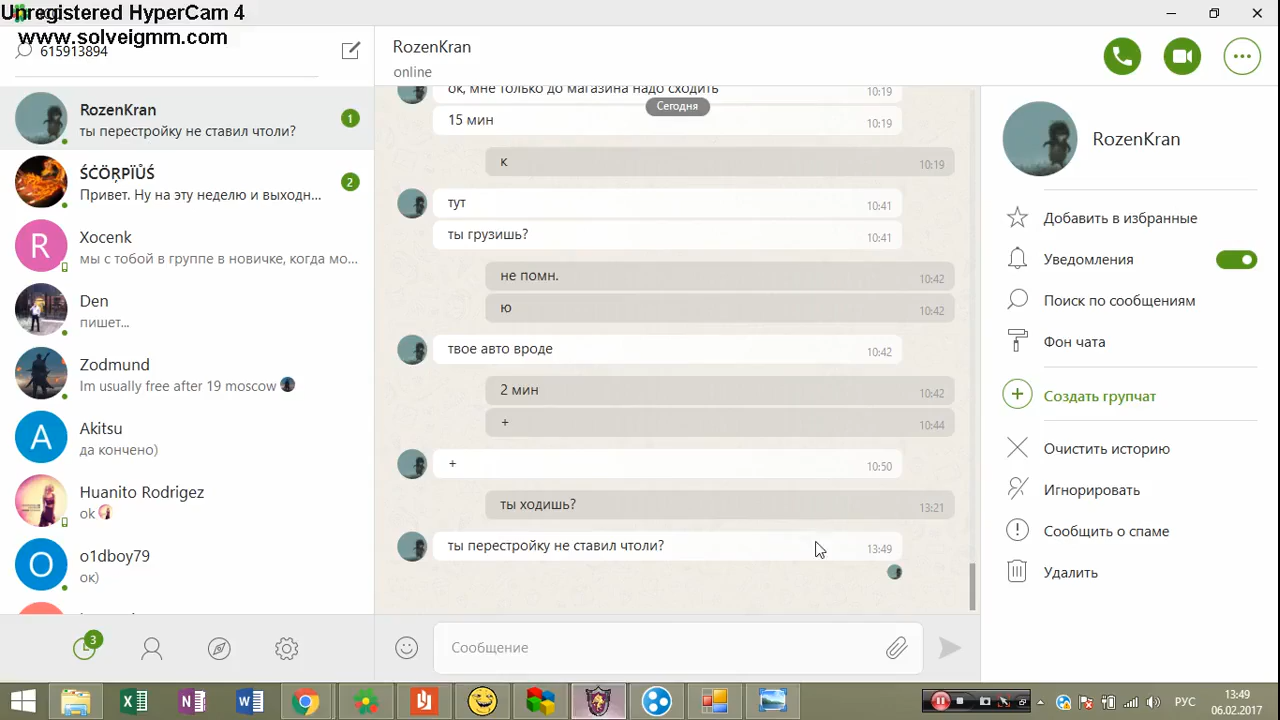 Unregistered HyperCam 4
www.solveigmm.com
615913894
RozenKran
ты перестройку не ставил чтоли?
1
ŚĊÖŖPÏŮŚ
Привет. Ну на эту неделю и выходн...
2
R
Xocenk
мы с тобой в группе в новичке, когда мо...
Den
пишет...
Zodmund
Im usually free after 19 moscow
A
Akitsu
да кончено)
Huanito Rodrigez
ok
O
o1dboy79
ок)
3
RozenKran
online
ок, мне только до магазина надо сходить 10:19
Сегодня
15 мин 10:19
к 10:19
тут 10:41
ты грузишь? 10:41
не помн. 10:42
ю 10:42
твое авто вроде 10:42
2 мин 10:42
+ 10:44
+ 10:50
ты ходишь? 13:21
ты перестройку не ставил чтоли? 13:49
Сообщение
RozenKran
Добавить в избранные
Уведомления
Поиск по сообщениям
Фон чата
Создать групчат
Очистить историю
Игнорировать
Сообщить о спаме
Удалить
РУС
13:49
06.02.2017